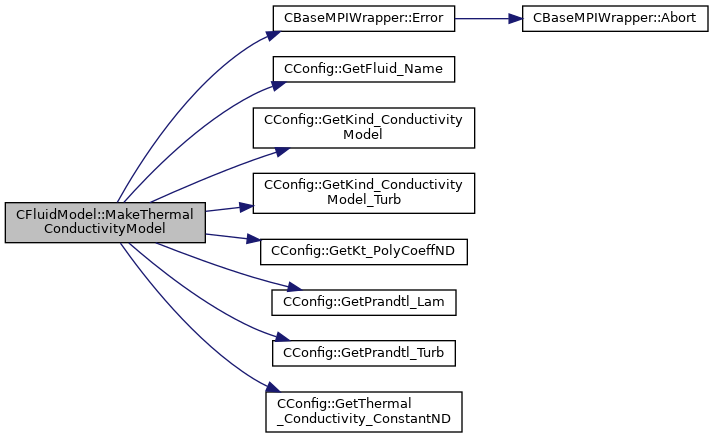 CBaseMPIWrapper::Error
CBaseMPIWrapper::Abort
CConfig::GetFluid_Name
CConfig::GetKind_Conductivity
Model
CConfig::GetKind_Conductivity
Model_Turb
CFluidModel::MakeThermal
ConductivityModel
CConfig::GetKt_PolyCoeffND
CConfig::GetPrandtl_Lam
CConfig::GetPrandtl_Turb
CConfig::GetThermal
_Conductivity_ConstantND